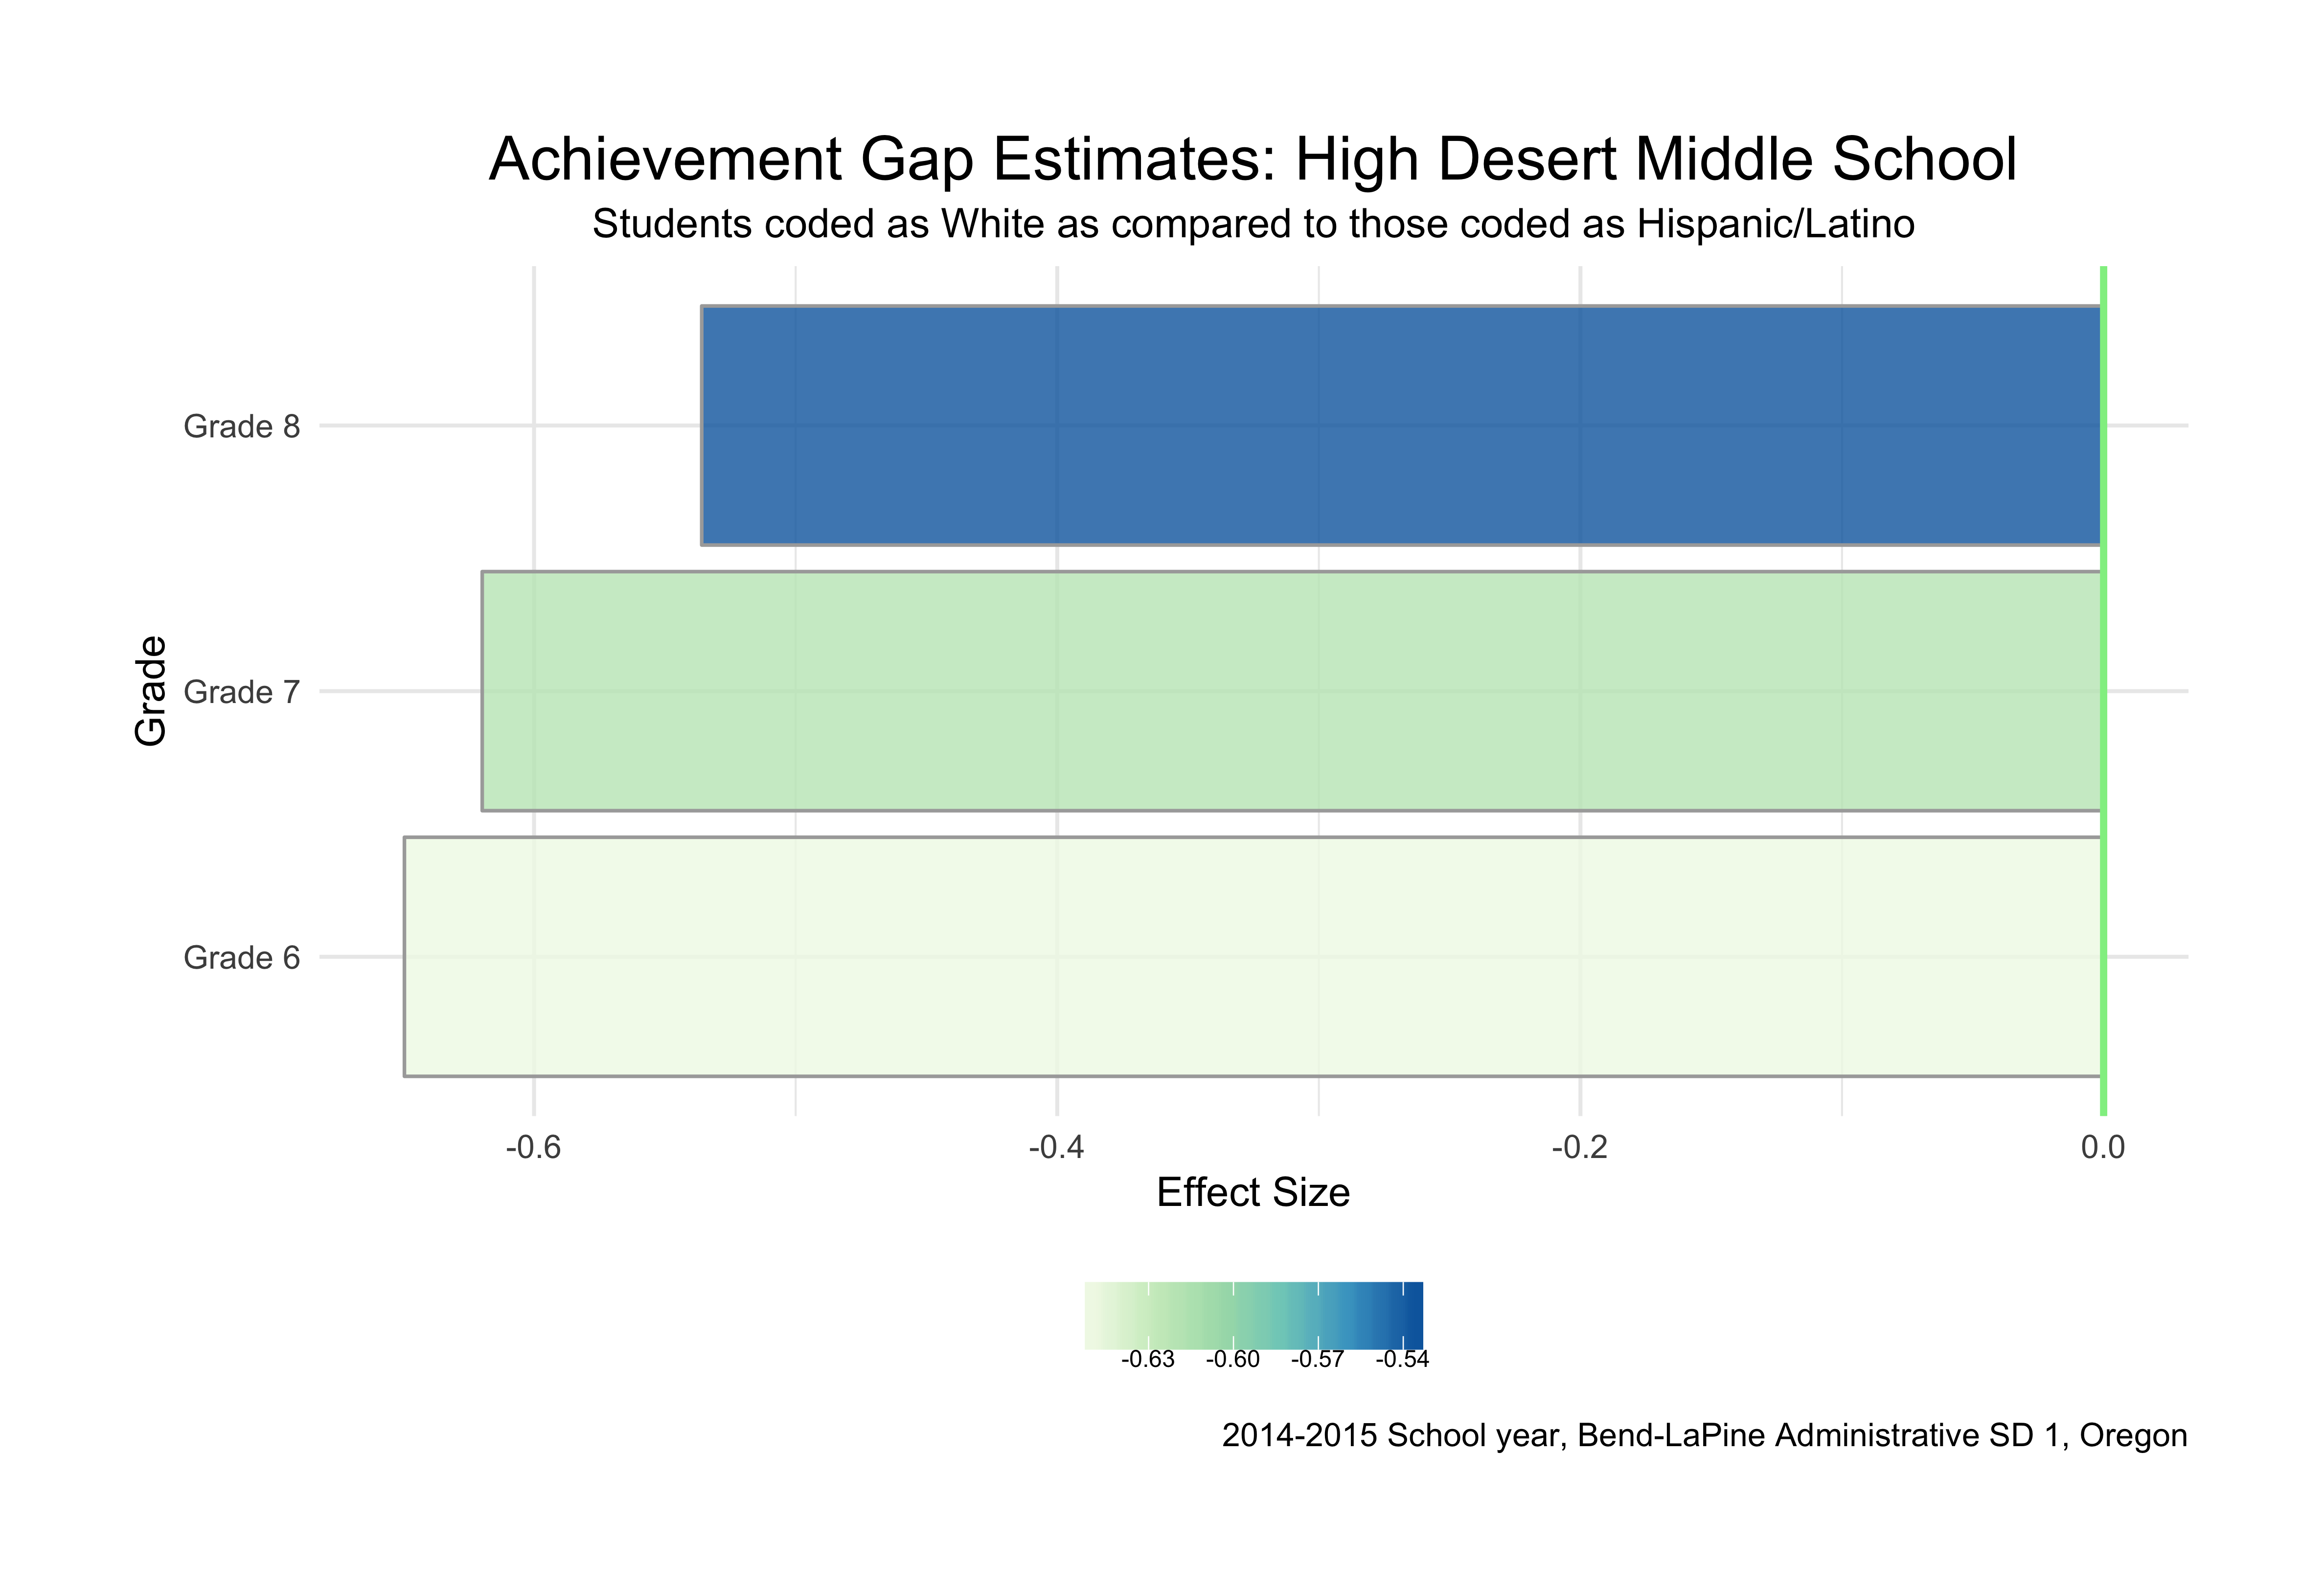 Achievement Gap Estimates: High Desert Middle School
Students coded as White as compared to those coded as Hispanic/Latino
Grade
Grade 8
Grade 7
Grade 6
-0.6
-0.4
-0.2
0.0
Effect Size
-0.63
-0.60
-0.57
-0.54
2014-2015 School year, Bend-LaPine Administrative SD 1, Oregon